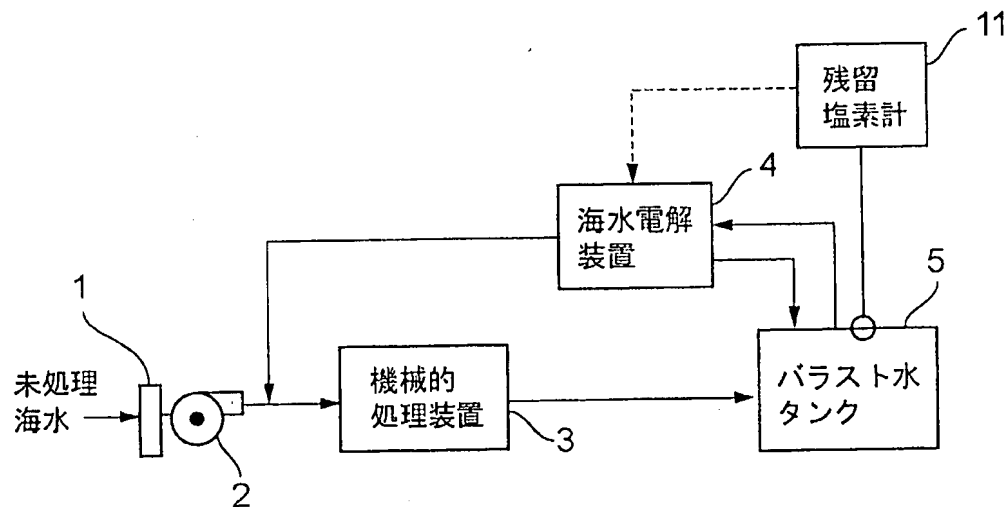 11
残留
塩素計
4
海水電解
装置
1
5
未処理
海水
機械的
処理装置
バラスト水
タンク
3
2